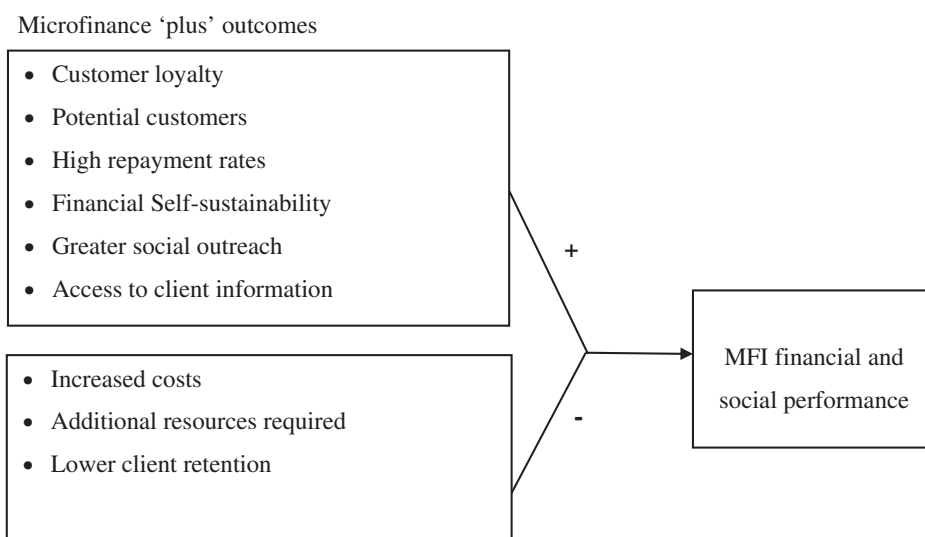 Microfinance ‘plus’ outcomes
• Customer loyalty
• Potential customers
• High repayment rates
• Financial Self-sustainability
• Greater social outreach
• Access to client information
+
MFI financial and
social performance
• Increased costs
• Additional resources required
• Lower client retention
-